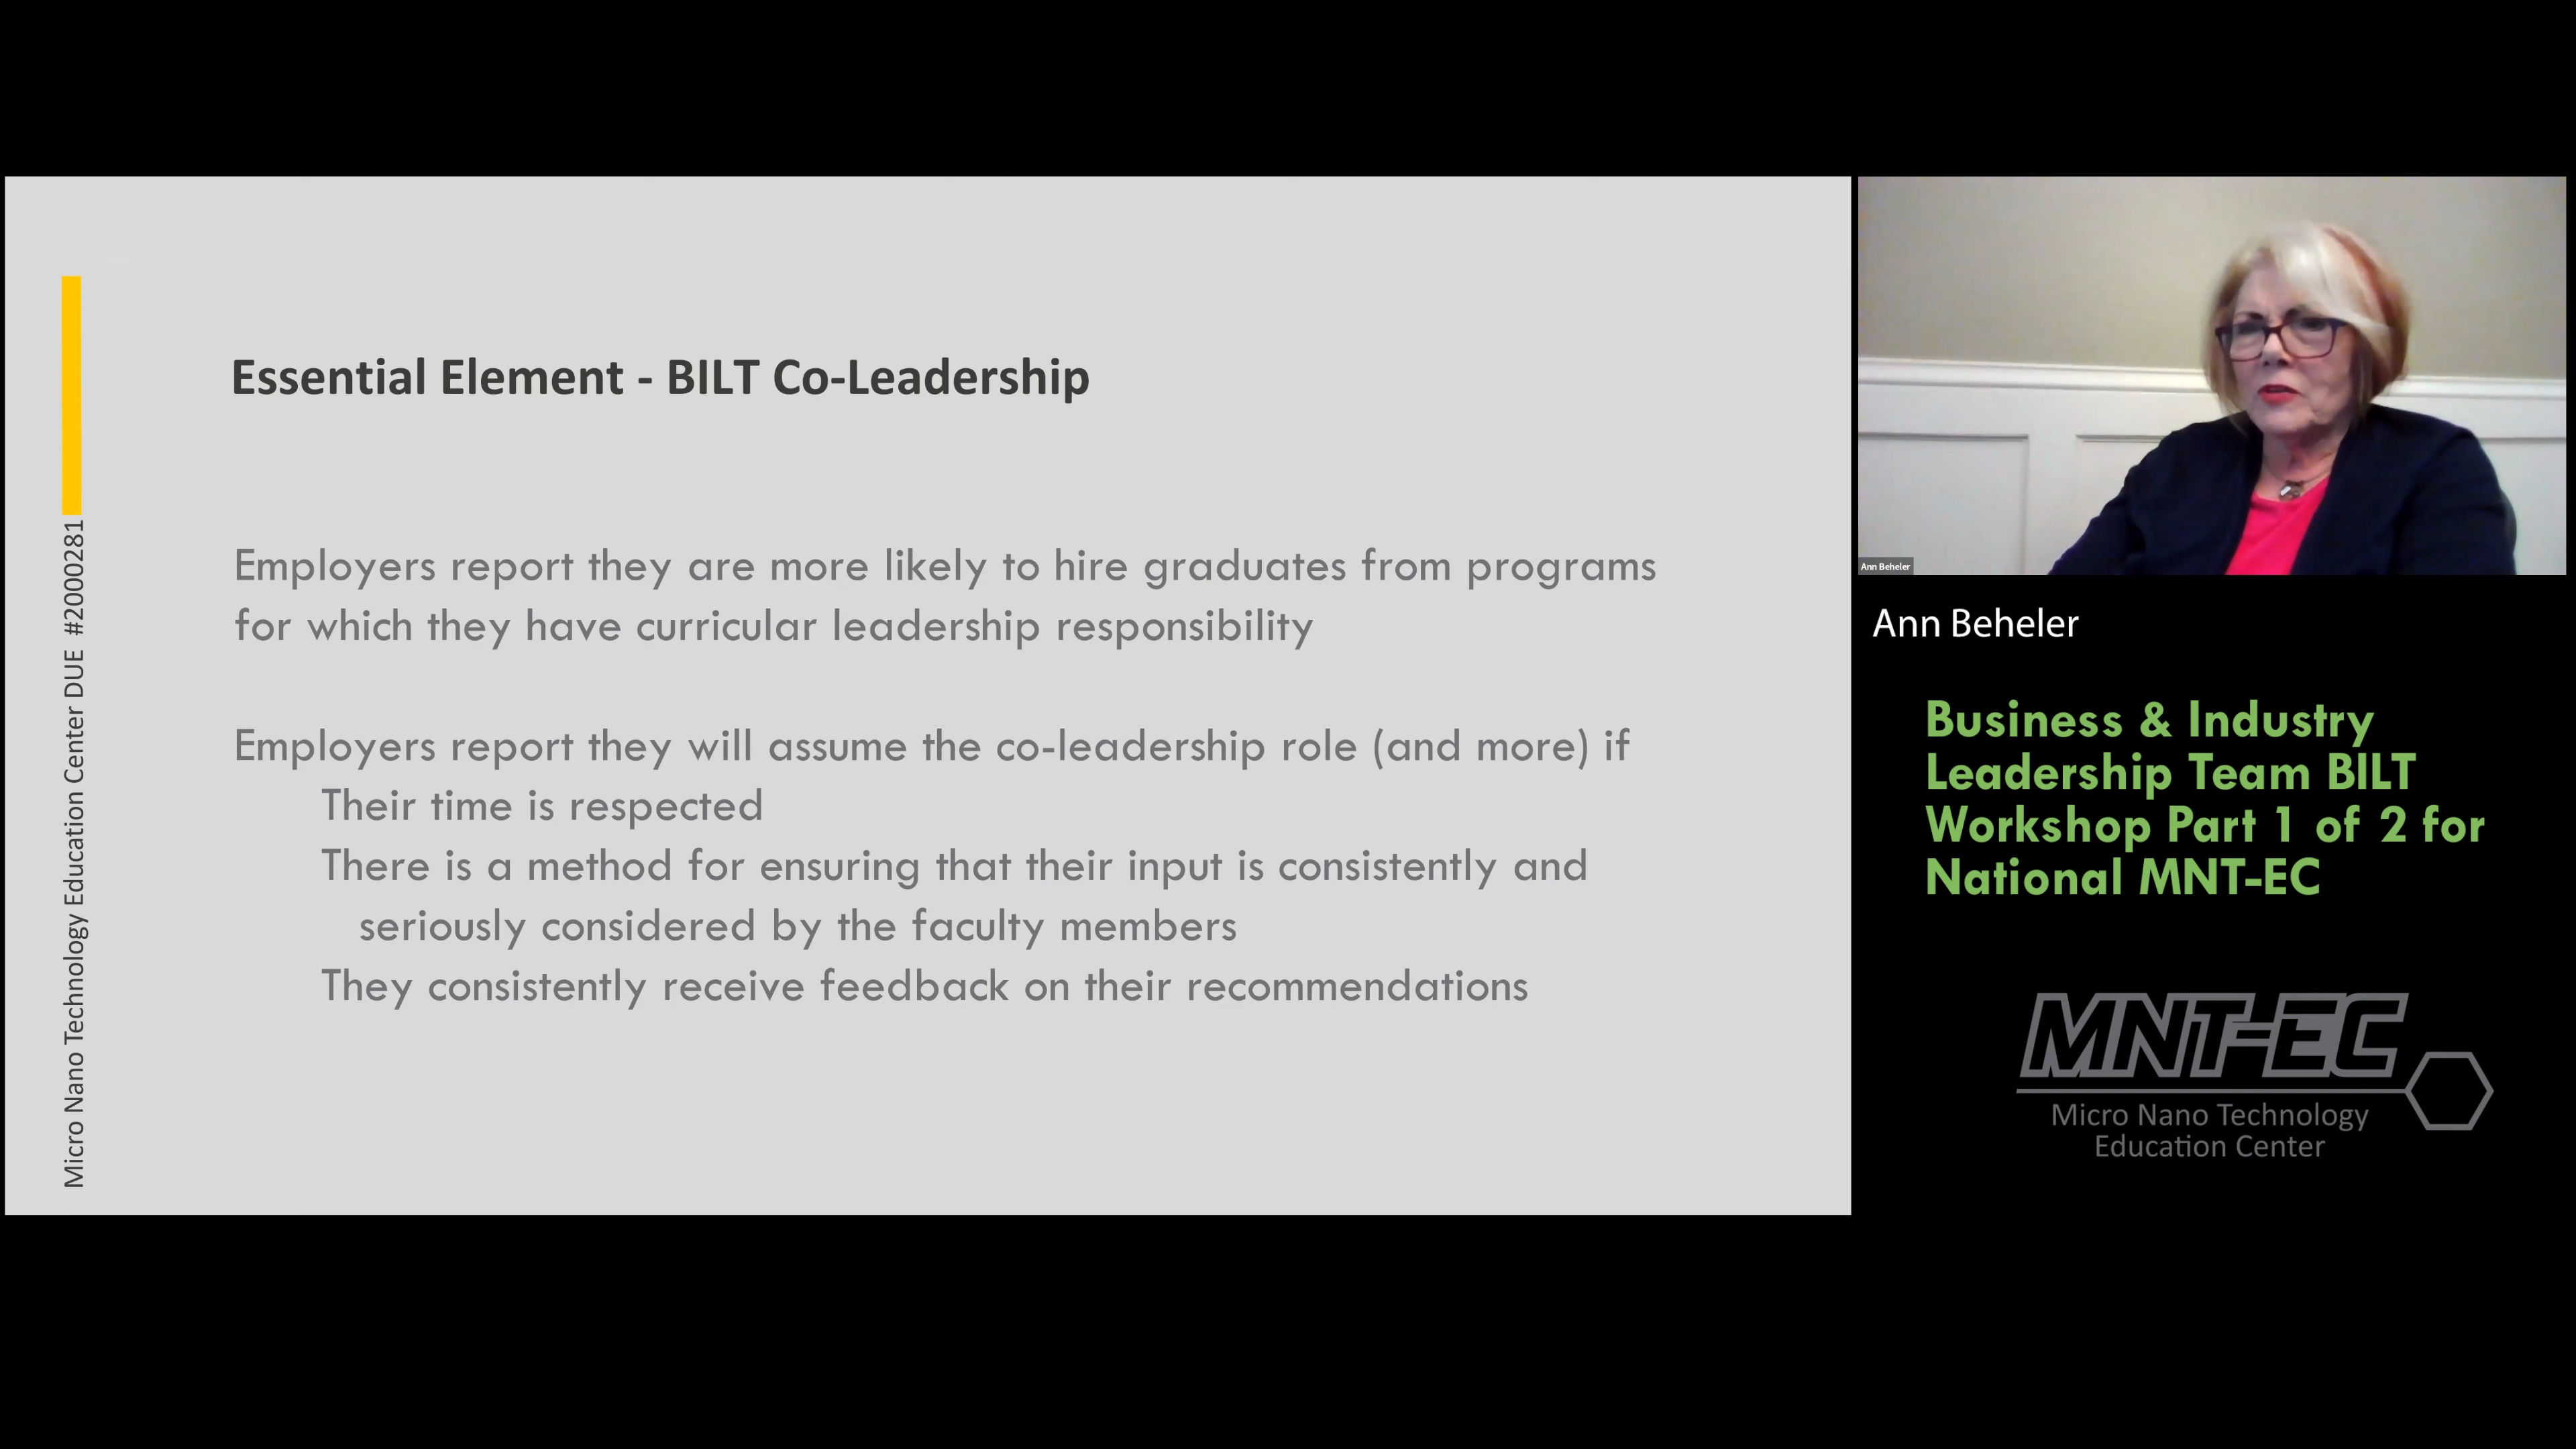 Essential Element - BILT Co-Leadership
Employers report they are more likely to hire graduates from programs
for which they have curricular leadership responsibility
Employers report they will assume the co-leadership role (and more) if
Their time is respected
There is a method for ensuring that their input is consistently and
seriously considered by the faculty members
They consistently receive feedback on their recommendations
Micro Nano Technology Education Center DUE #2000281
Ann Beheler
Ann Beheler
Business & Industry
Leadership Team BILT
Workshop Part 1 of 2 for
National MNT-EC
MNT-EC
Micro Nano Technology
Education Center